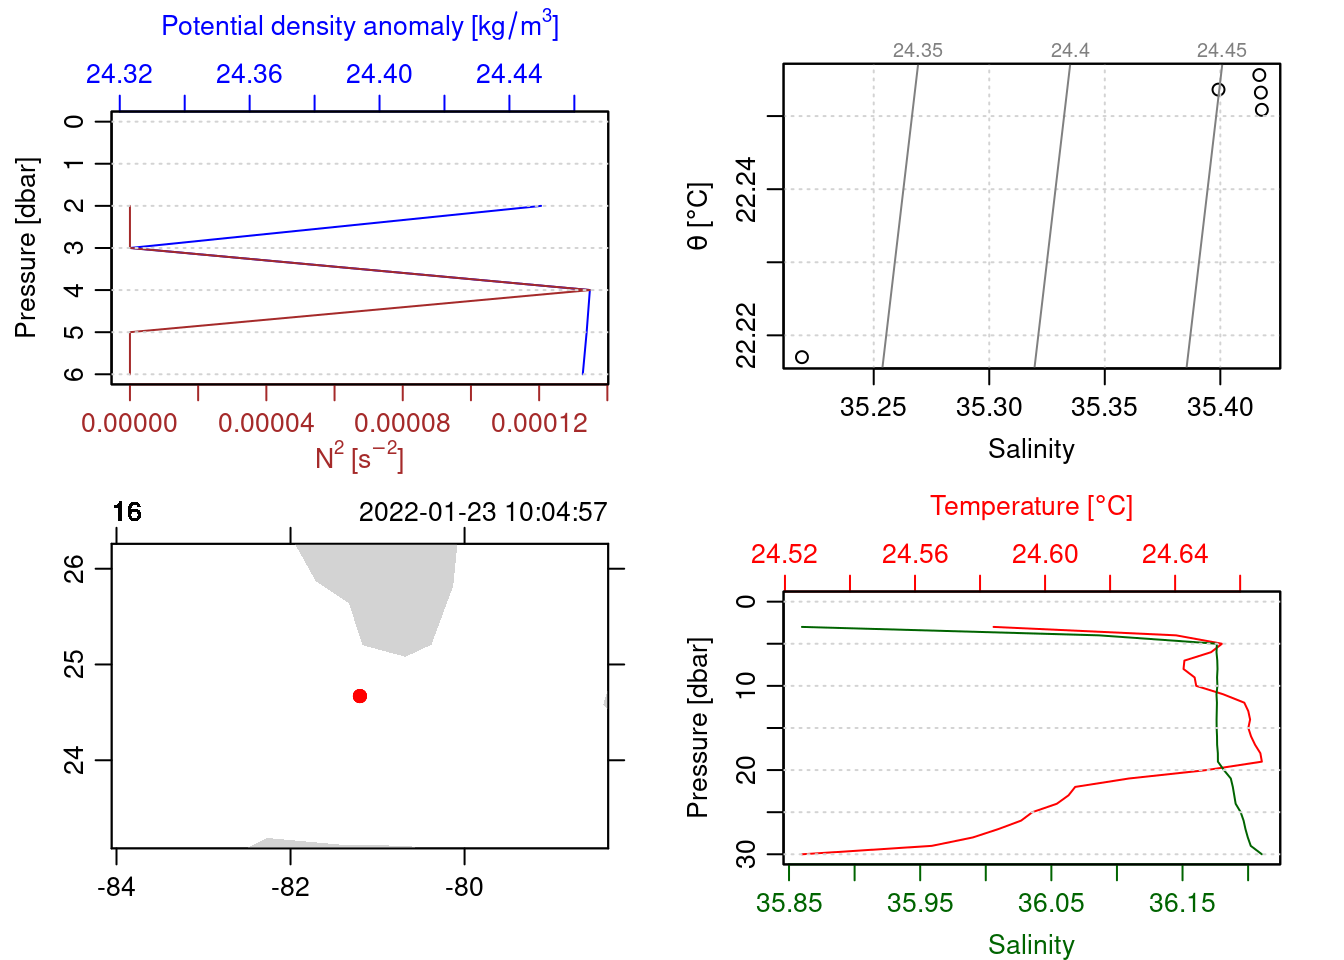 Potential density anomaly [kg/m³]
24.32 24.36 24.40 24.44
Pressure [dbar]
0
1
2
3
4
5
6
0.00000 0.00004 0.00008 0.00012
N² [s⁻²]
24.35 24.4 24.45
θ [°C]
22.24
22.22
35.25 35.30 35.35 35.40
Salinity
16 2022-01-23 10:04:57
26
25
24
-84 -82 -80
Temperature [°C]
24.52 24.56 24.60 24.64
Pressure [dbar]
0
10
20
30
35.85 35.95 36.05 36.15
Salinity